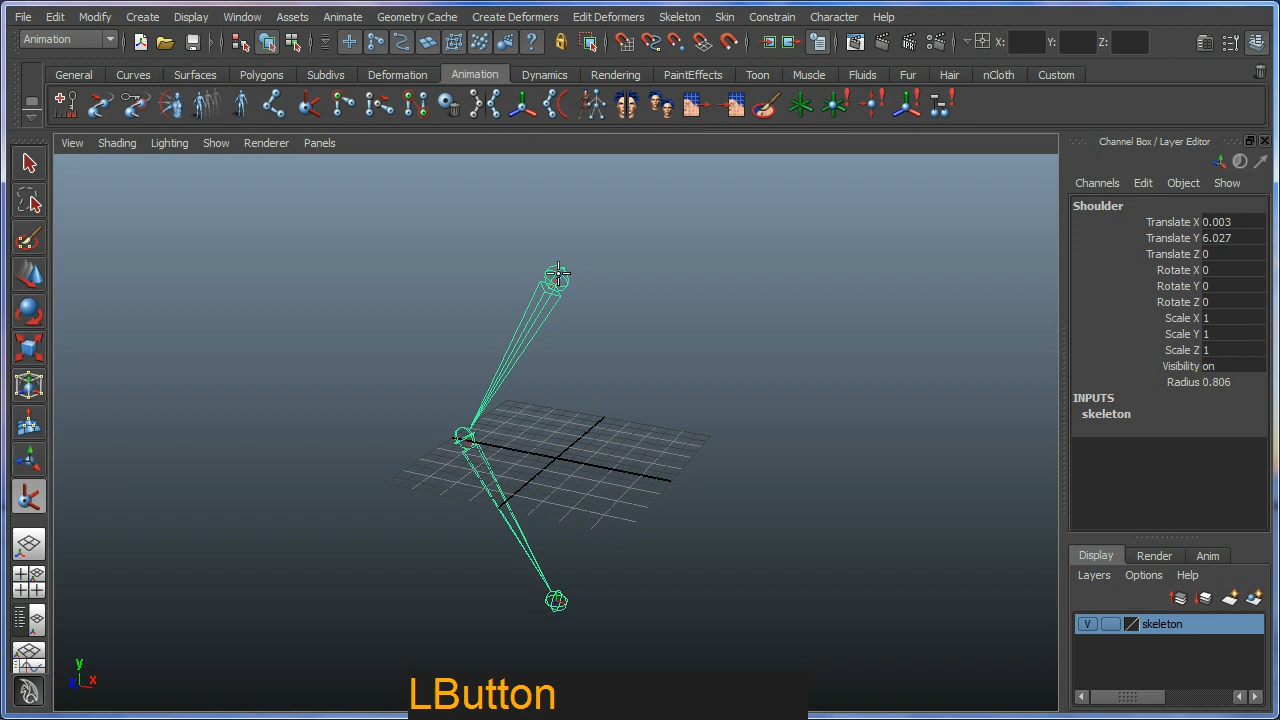 File Edit Modify Create Display Window Assets Animate Geometry Cache Create Deformers Edit Deformers Skeleton Skin Constrain Character Help
Animation X: Y: Z:
General Curves Surfaces Polygons Subdivs Deformation Animation Dynamics Rendering PaintEffects Toon Muscle Fluids Fur Hair nCloth Custom
View Shading Lighting Show Renderer Panels
Channel Box / Layer Editor
Channels Edit Object Show
Shoulder
Translate X 0.003
Translate Y 6.027
Translate Z 0
Rotate X 0
Rotate Y 0
Rotate Z 0
Scale X 1
Scale Y 1
Scale Z 1
Visibility on
Radius 0.806
INPUTS
skeleton
Display Render Anim
Layers Options Help
V skeleton
y
z x
LButton